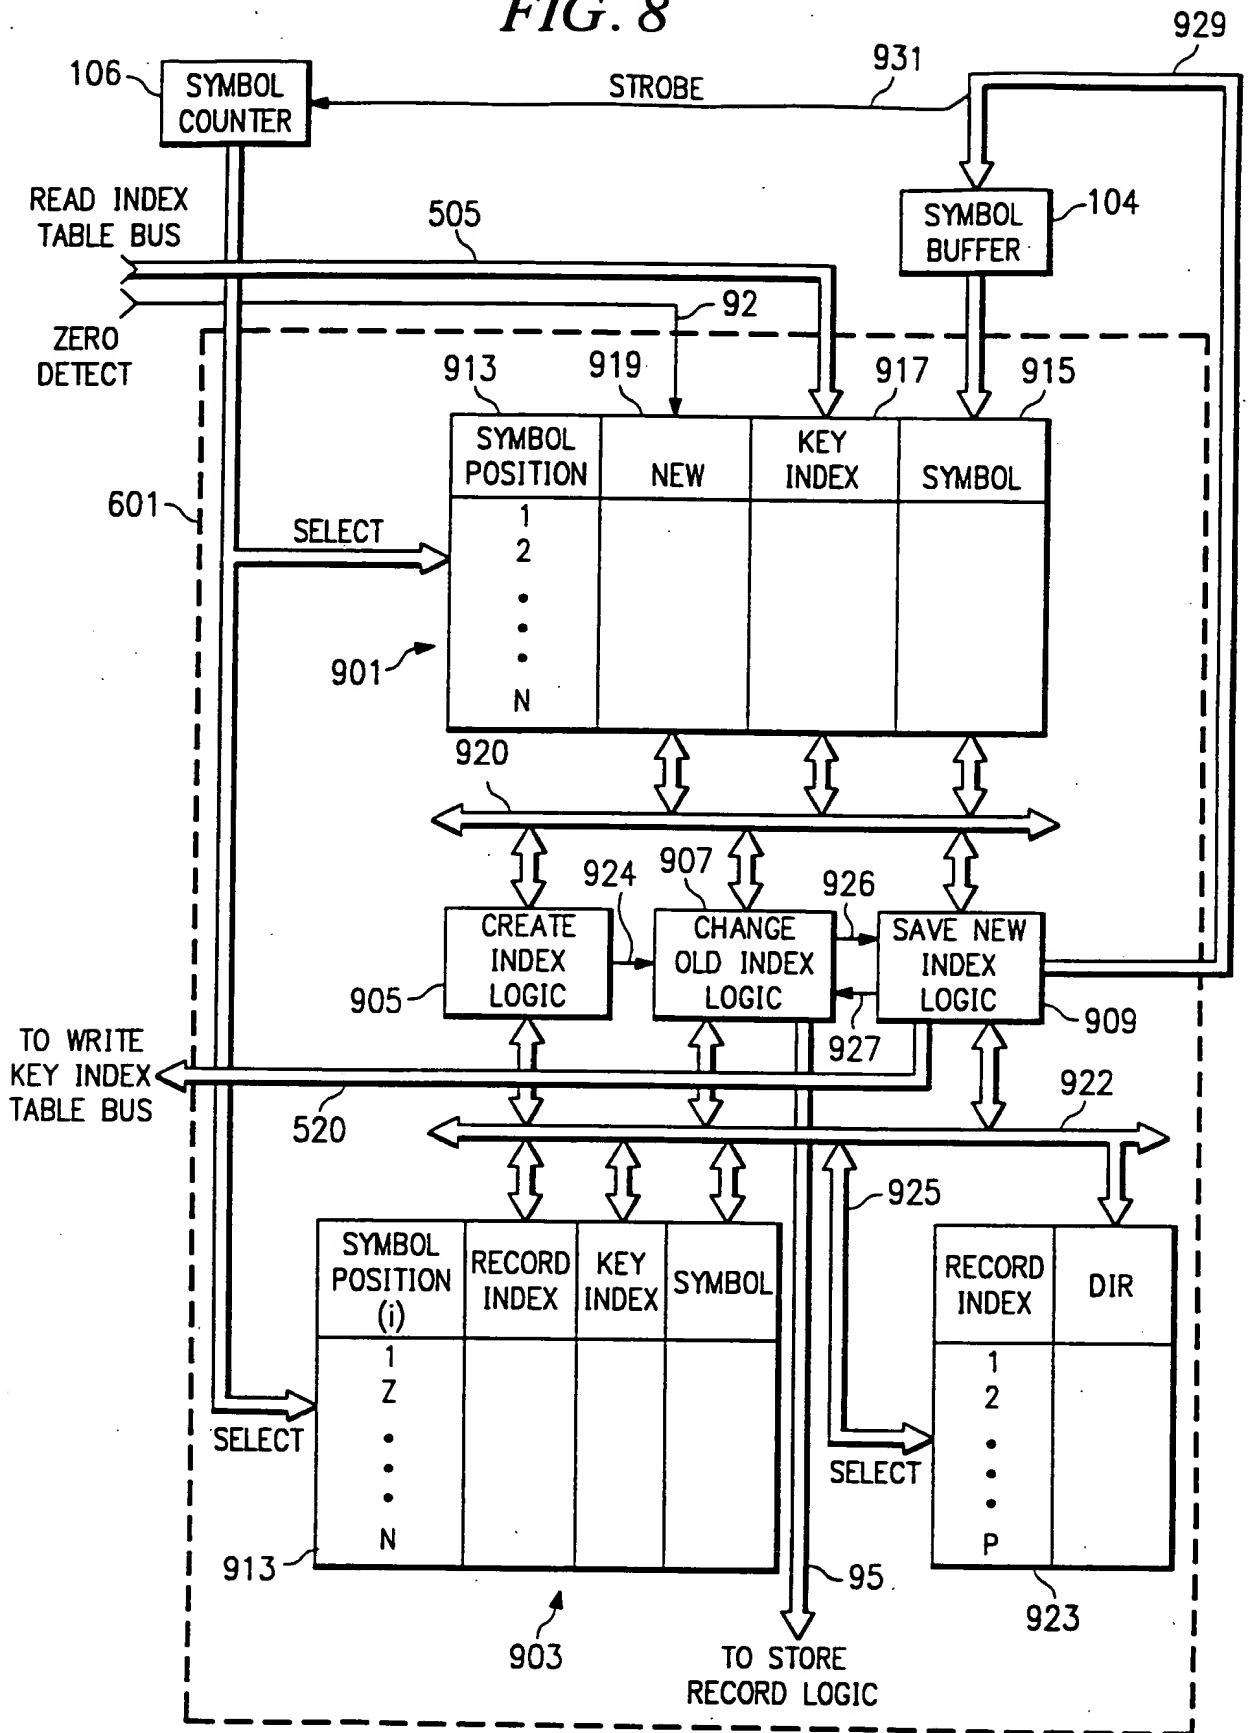 FIG. 8
929
106
SYMBOL
COUNTER
STROBE
931
READ INDEX
TABLE BUS
505
SYMBOL
BUFFER
104
ZERO
DETECT
92
913
919
917
915
SYMBOL
POSITION
NEW
KEY
INDEX
SYMBOL
601
SELECT
1
2
901
N
920
907
924
926
CREATE
INDEX
LOGIC
CHANGE
OLD INDEX
LOGIC
SAVE NEW
INDEX
LOGIC
905
927
909
TO WRITE
KEY INDEX
TABLE BUS
520
922
925
SYMBOL
POSITION
(i)
RECORD
INDEX
KEY
INDEX
SYMBOL
RECORD
INDEX
DIR
1
Z
N
1
2
P
SELECT
SELECT
913
95
923
903
TO STORE
RECORD LOGIC